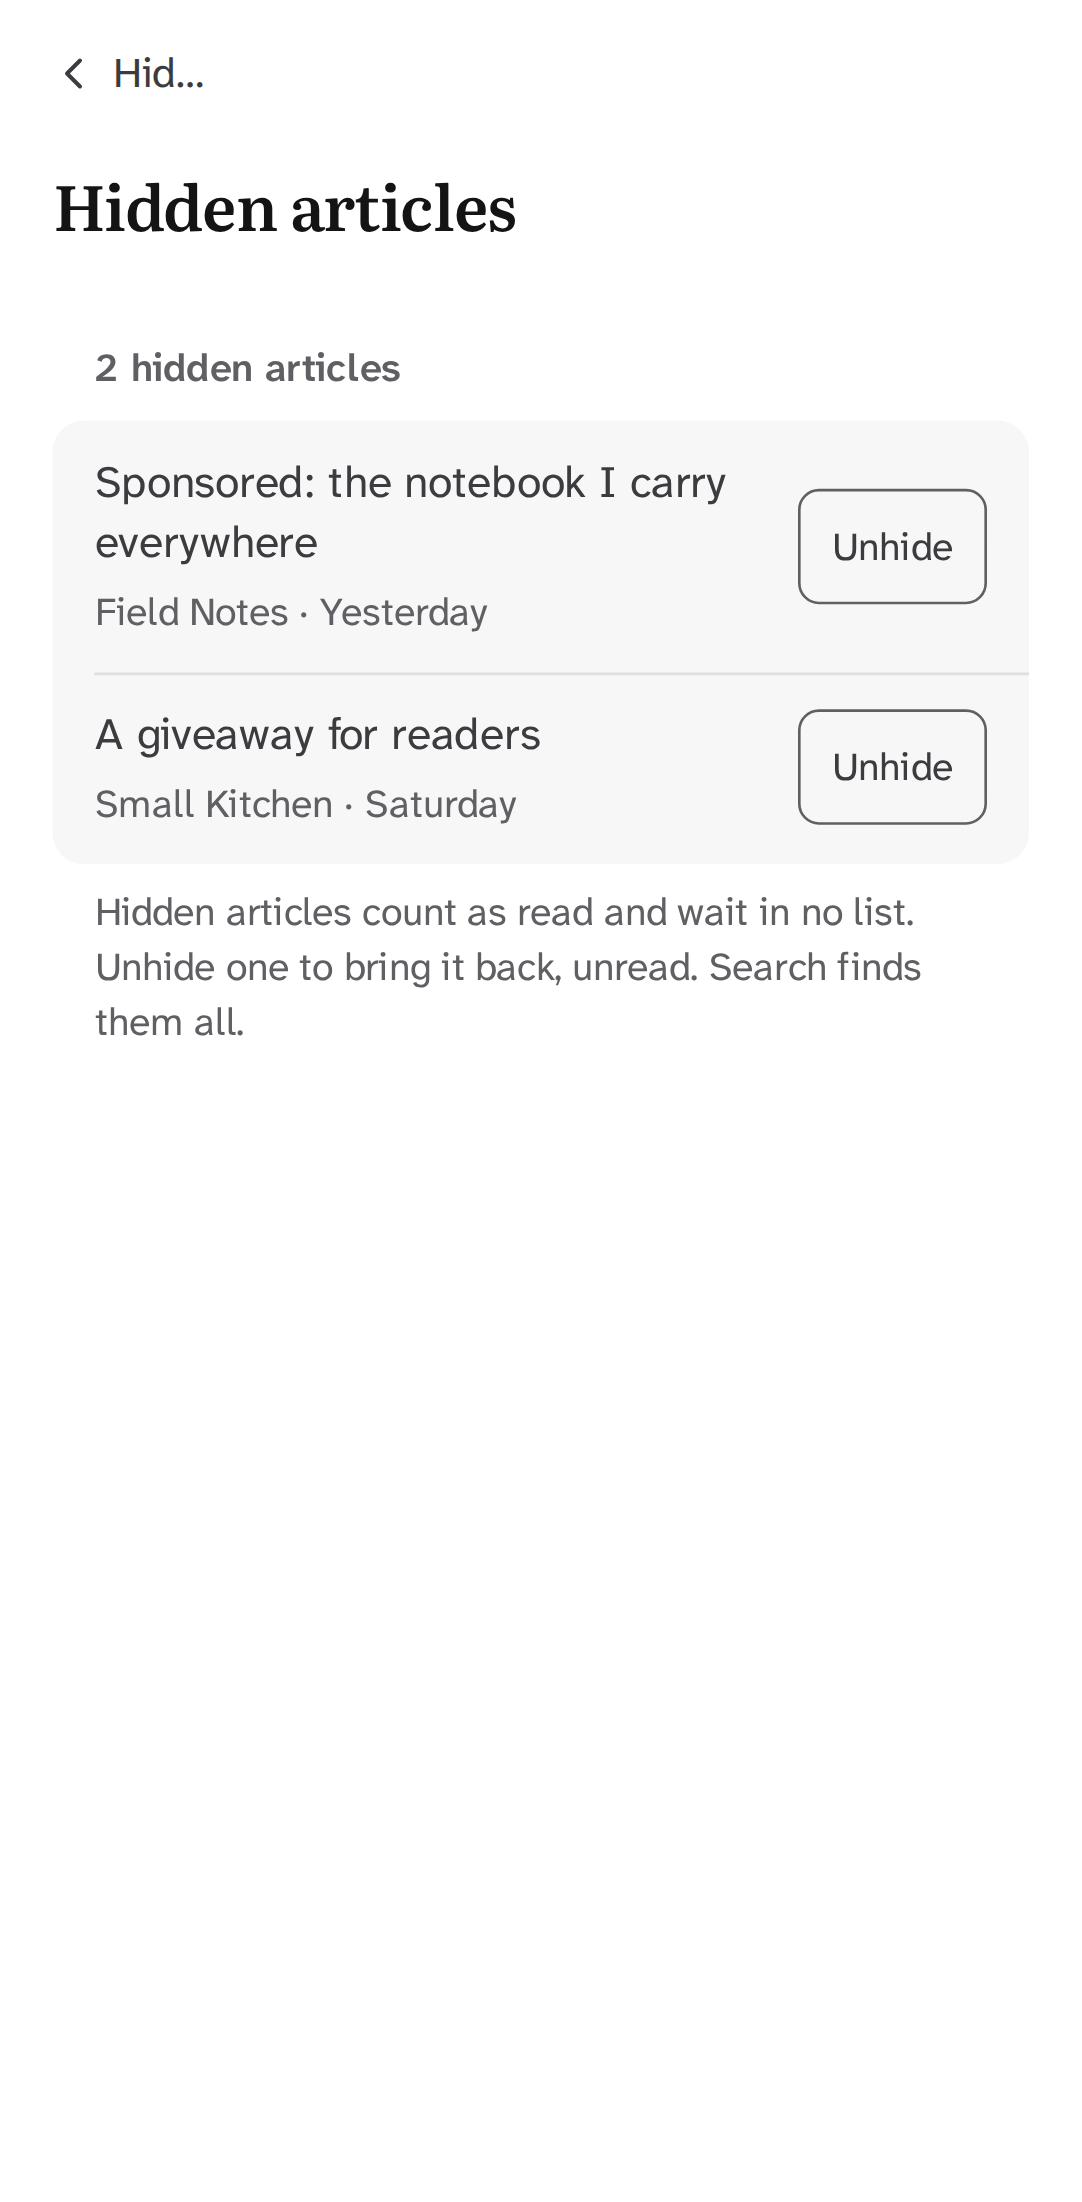 Hid...
Hidden articles
2 hidden articles
Sponsored: the notebook I carry
everywhere
Unhide
Field Notes · Yesterday
A giveaway for readers
Unhide
Small Kitchen · Saturday
Hidden articles count as read and wait in no list.
Unhide one to bring it back, unread. Search finds
them all.